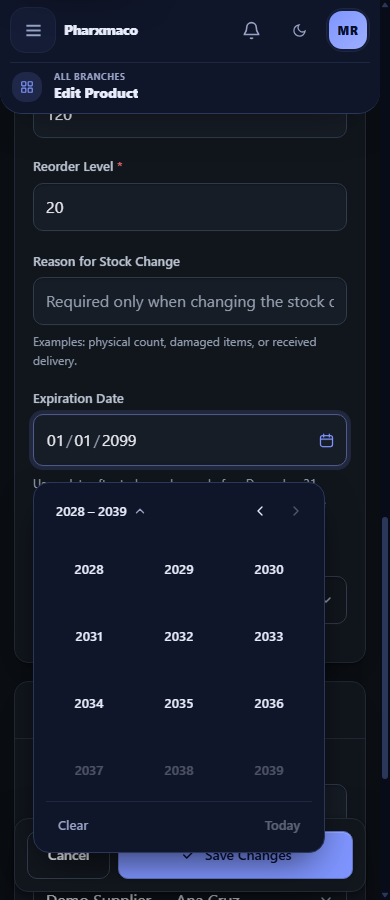 Pharxmaco
MR
ALL BRANCHES
Edit Product
120
Reorder Level *
20
Reason for Stock Change
Required only when changing the stock c
Examples: physical count, damaged items, or received
delivery.
Expiration Date
01/01/2099
2028 – 2039
2028 2029 2030
2031 2032 2033
2034 2035 2036
2037 2038 2039
Clear Today
Cancel Save Changes
Demo Supplier — Ana Cruz